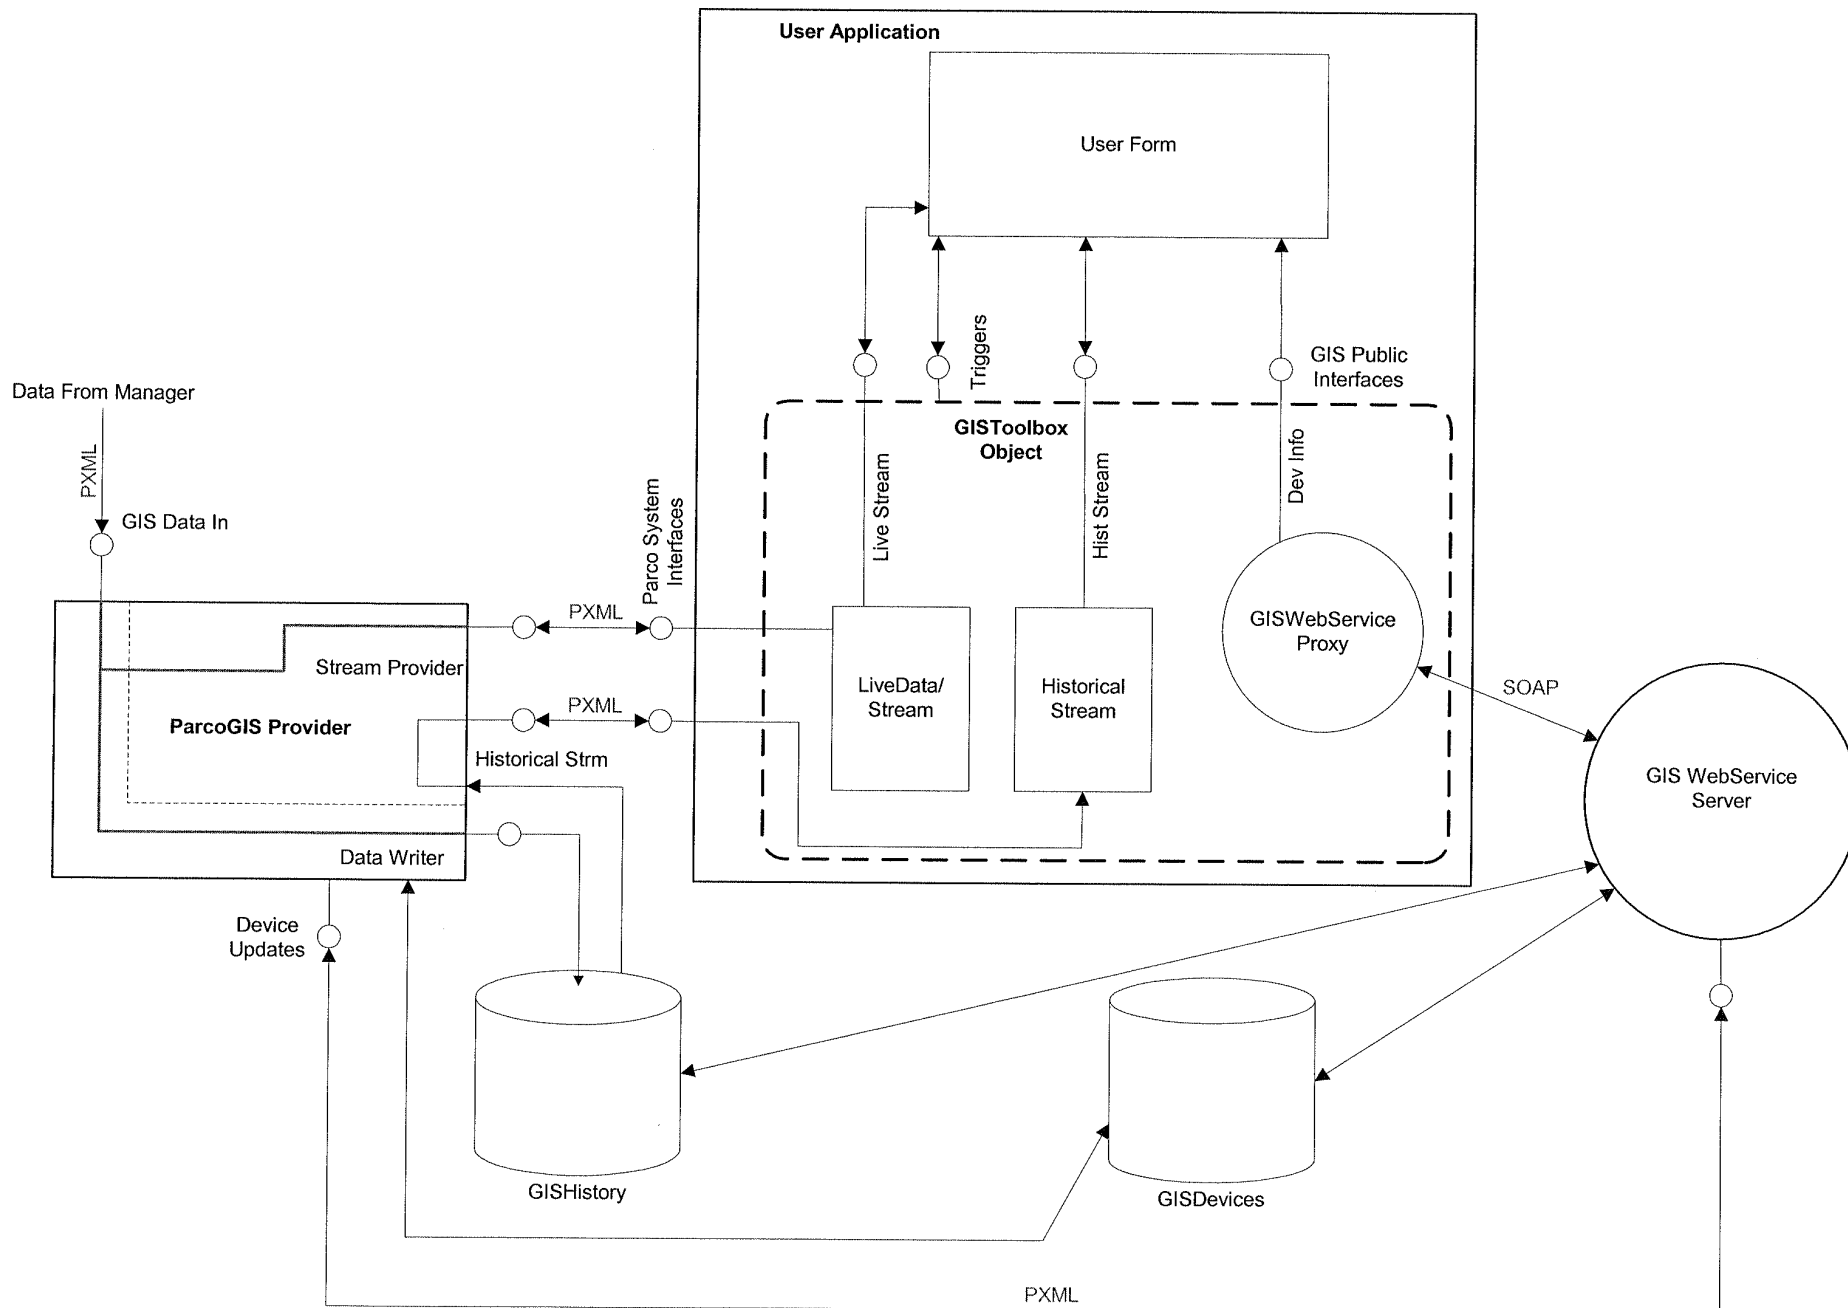 User Application
User Form
Triggers
GIS Public
Interfaces
Data From Manager
PXML
GIS Data In
GISToolbox
Object
Live Stream
Hist Stream
Dev Info
Parco System
Interfaces
PXML
Stream Provider
ParcoGIS Provider
PXML
Historical Strm
Data Writer
LiveData/
Stream
Historical
Stream
GISWebService
Proxy
SOAP
GIS WebService
Server
Device
Updates
GISHIstory
GISDevices
PXML